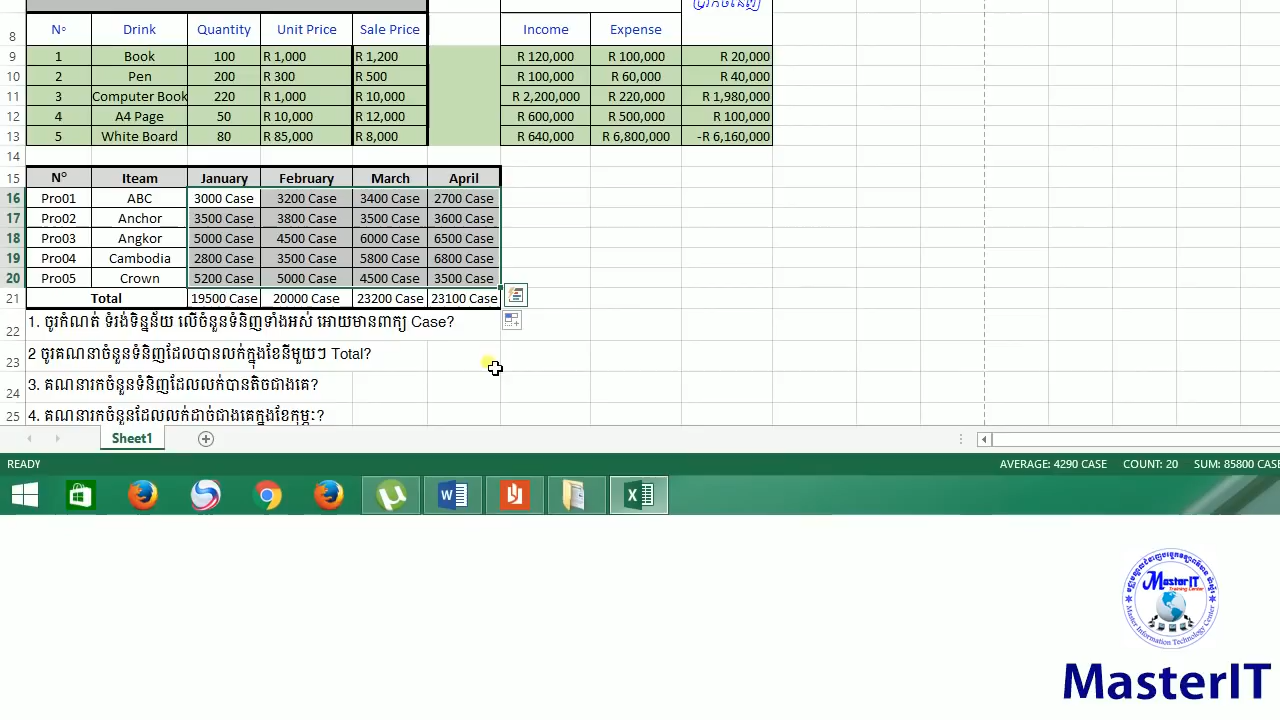 ប្រាក់ចំនេញ
8 N° Drink Quantity Unit Price Sale Price Income Expense
9 1 Book 100 R 1,000 R 1,200 R 120,000 R 100,000 R 20,000
10 2 Pen 200 R 300 R 500 R 100,000 R 60,000 R 40,000
11 3 Computer Book 220 R 1,000 R 10,000 R 2,200,000 R 220,000 R 1,980,000
12 4 A4 Page 50 R 10,000 R 12,000 R 600,000 R 500,000 R 100,000
13 5 White Board 80 R 85,000 R 8,000 R 640,000 R 6,800,000 -R 6,160,000
14
15 N° Iteam January February March April
16 Pro01 ABC 3000 Case 3200 Case 3400 Case 2700 Case
17 Pro02 Anchor 3500 Case 3800 Case 3500 Case 3600 Case
18 Pro03 Angkor 5000 Case 4500 Case 6000 Case 6500 Case
19 Pro04 Cambodia 2800 Case 3500 Case 5800 Case 6800 Case
20 Pro05 Crown 5200 Case 5000 Case 4500 Case 3500 Case
21 Total 19500 Case 20000 Case 23200 Case 23100 Case
22 1. ចូរកំណត់ ទំរង់ទិន្នន័យ លើចំនួនទំនិញទាំងអស់ អោយមានពាក្យ Case?
23 2 ចូរគណនាចំនួនទំនិញដែលបានលក់ក្នុងខែនីមួយៗ Total?
24 3. គណនារកចំនួនទំនិញដែលលក់បានតិចជាងគេ?
25 4. គណនារកចំនួនដែលលក់ដាច់ជាងគេក្នុងខែកុម្ភៈ?
Sheet1
READY AVERAGE: 4290 CASE COUNT: 20 SUM: 85800 CASE
MasterIT
Training Center
Master Information Technology Center
MasterIT